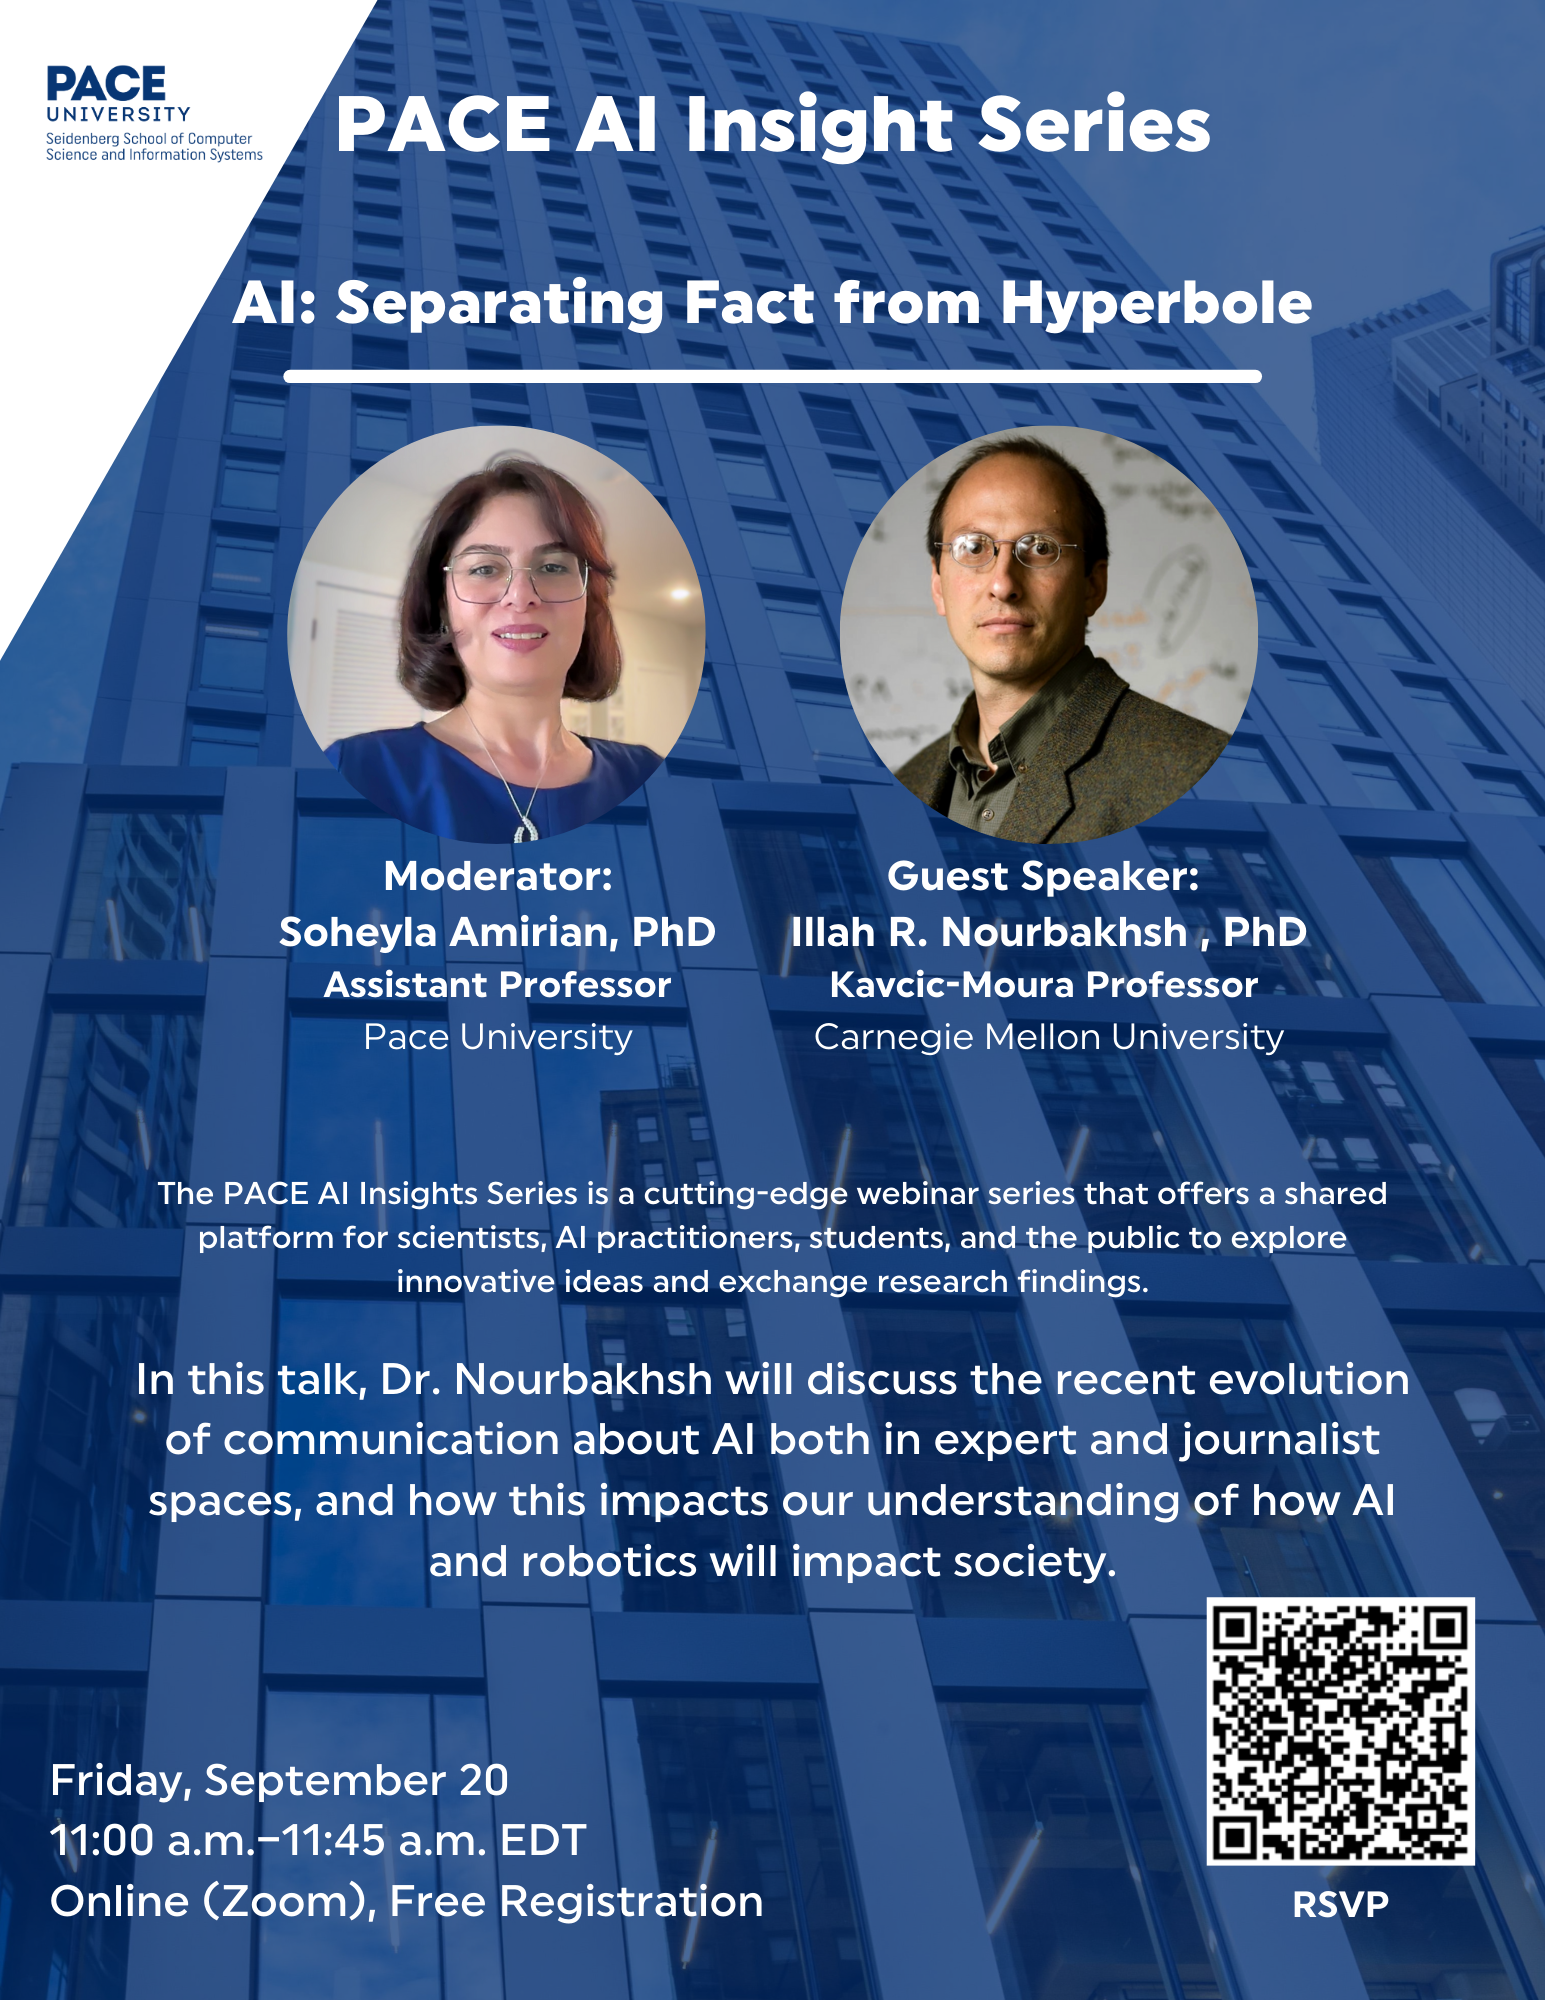 PACE
UNIVERSITY
Seidenberg School of Computer
Science and Information Systems
PACE AI Insight Series
AI: Separating Fact from Hyperbole
Moderator:
Soheyla Amirian, PhD
Assistant Professor
Pace University
Guest Speaker:
Illah R. Nourbakhsh , PhD
Kavcic-Moura Professor
Carnegie Mellon University
The PACE AI Insights Series is a cutting-edge webinar series that offers a shared
platform for scientists, AI practitioners, students, and the public to explore
innovative ideas and exchange research findings.
In this talk, Dr. Nourbakhsh will discuss the recent evolution
of communication about AI both in expert and journalist
spaces, and how this impacts our understanding of how AI
and robotics will impact society.
Friday, September 20
11:00 a.m.–11:45 a.m. EDT
Online (Zoom), Free Registration
RSVP